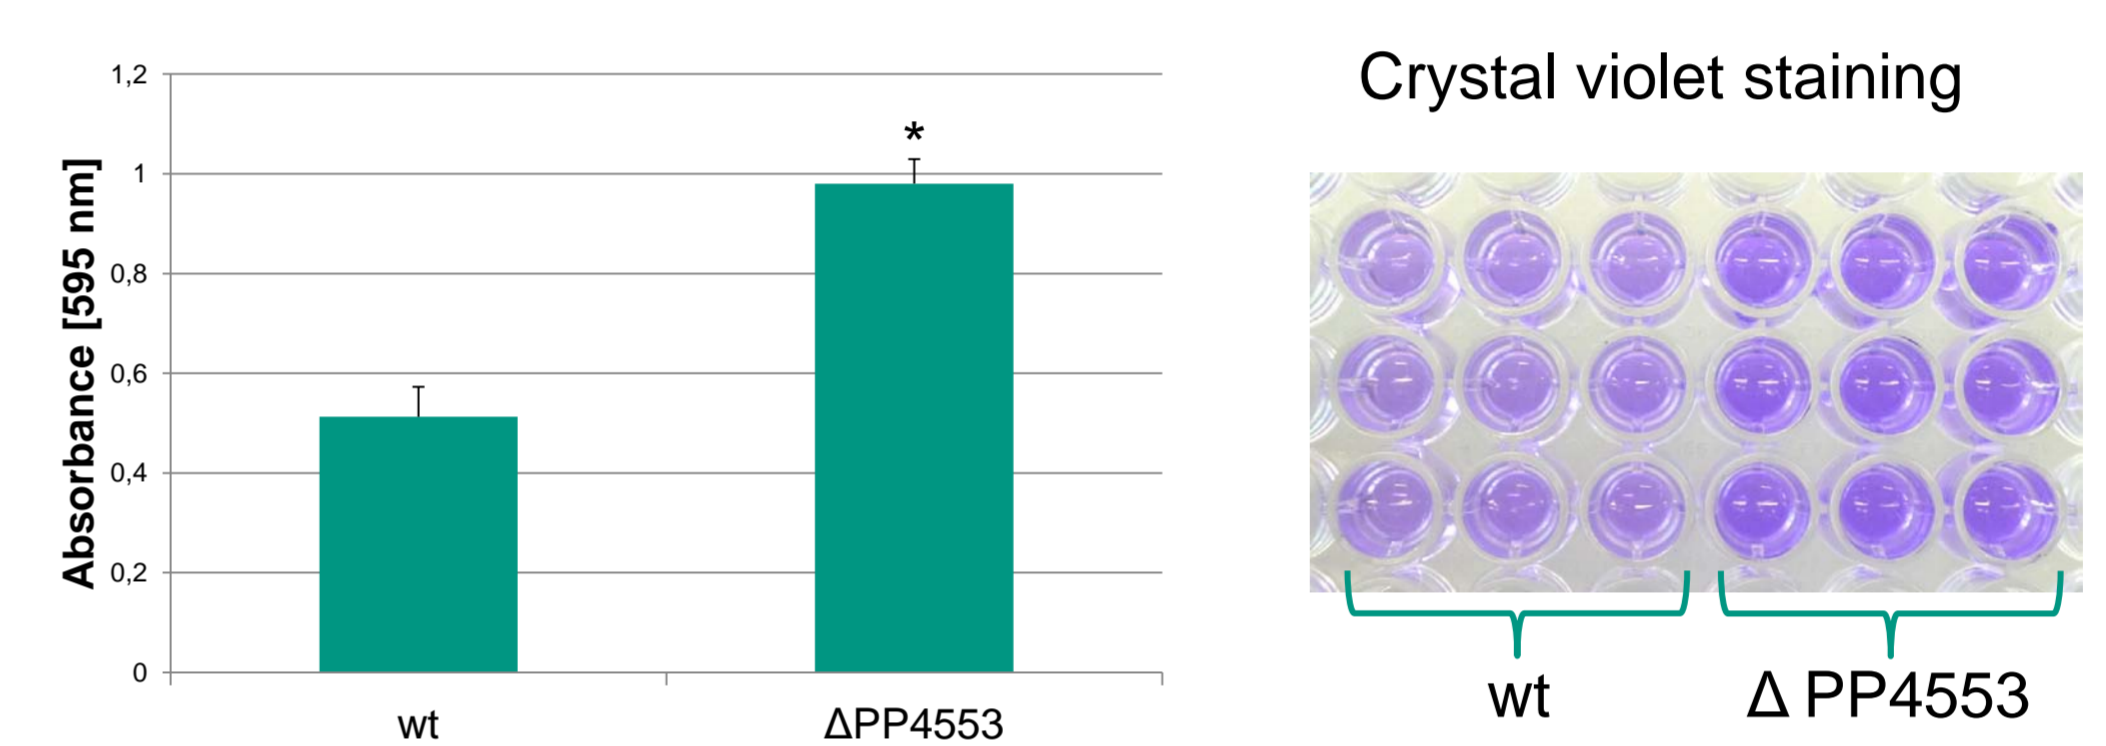 1,2
1
0,8
0,6
0,4
0,2
0
Absorbance [595 nm]
*
wt
ΔPP4553
Crystal violet staining
wt
Δ PP4553